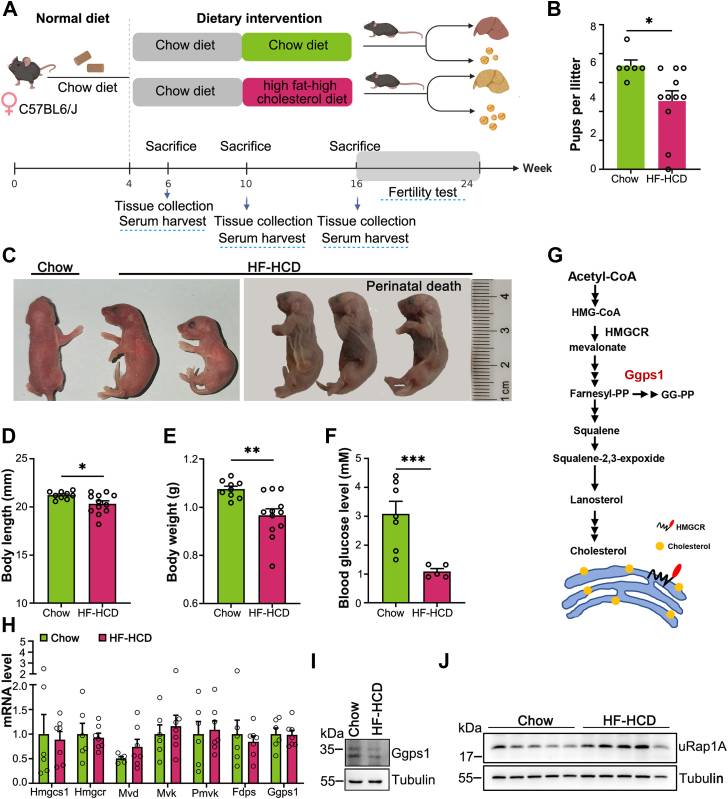 A
Normal diet
Dietary intervention
Chow diet
Chow diet
Chow diet
Chow diet
high fat-high
cholesterol diet
C57BL6/J
Sacrifice
Sacrifice
Sacrifice
Week
0
4
6
10
16
24
Fertility test
Tissue collection
Serum harvest
Tissue collection
Serum harvest
Tissue collection
Serum harvest
B
*
Pups per llitter
8
6
4
2
0
Chow
HF-HCD
C
Chow
HF-HCD
Perinatal death
4
3
2
1cm
D
*
Body length (mm)
25
20
15
10
Chow
HF-HCD
E
**
Body weight (g)
1.2
1.0
0.8
0.6
Chow
HF-HCD
F
***
Blood glucose level (mM)
5
4
3
2
1
0
Chow
HF-HCD
G
Acetyl-CoA
HMG-CoA
HMGCR
mevalonate
Ggps1
Farnesyl-PP
GG-PP
Squalene
Squalene-2,3-expoxide
Lanosterol
Cholesterol
HMGCR
Cholesterol
H
Chow
HF-HCD
mRNA level
5.0
2.5
2.0
1.5
1.0
0.5
0.0
Hmgcs1
Hmgcr
Mvd
Mvk
Pmvk
Fdps
Ggps1
I
kDa
Chow
HF-HCD
35
Ggps1
55
Tubulin
J
kDa
Chow
HF-HCD
17
uRap1A
55
Tubulin